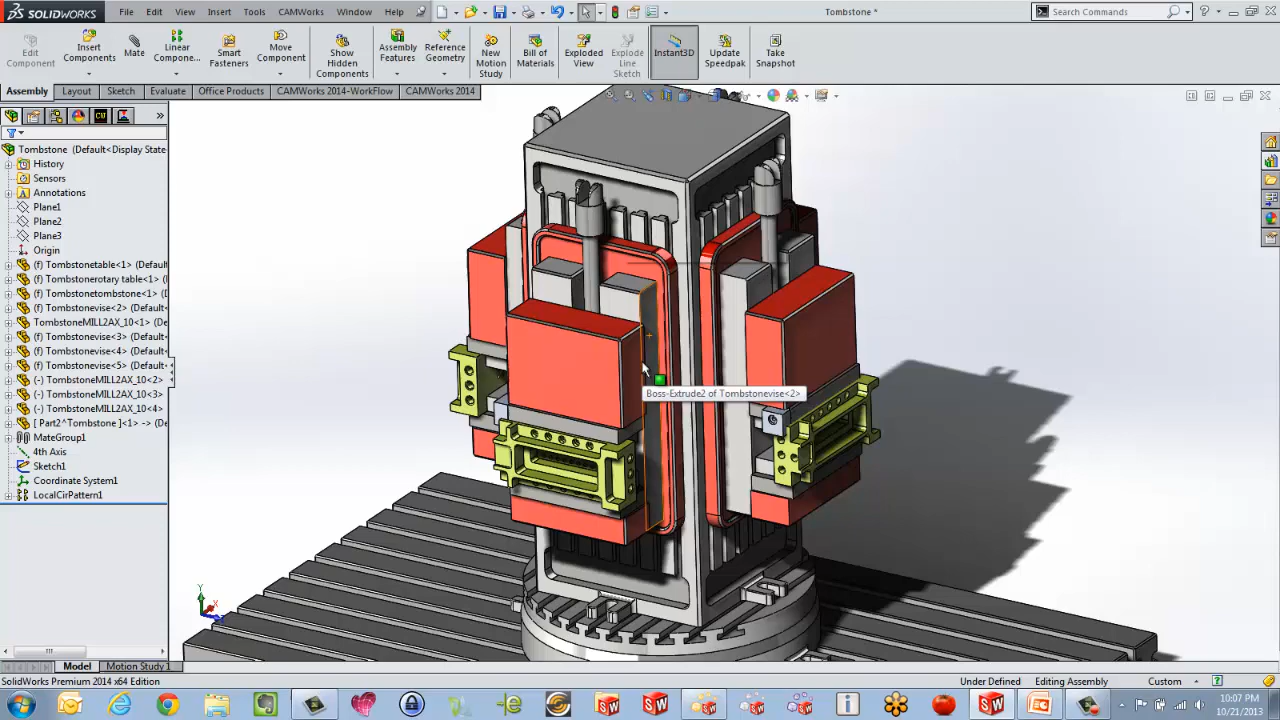 SOLIDWORKS File Edit View Insert Tools CAMWorks Window Help Tombstone * Search Commands
Edit Component Insert Components Mate Linear Compone... Smart Fasteners Move Component Show Hidden Components Assembly Features Reference Geometry New Motion Study Bill of Materials Exploded View Explode Line Sketch Instant3D Update Speedpak Take Snapshot
Assembly Layout Sketch Evaluate Office Products CAMWorks 2014-WorkFlow CAMWorks 2014
Tombstone (Default<Display State
History
Sensors
Annotations
Plane1
Plane2
Plane3
Origin
(f) Tombstonetable<1> (Default
(f) Tombstonerotary table<1> (D
(f) Tombstonetombstone<1> (D
(f) Tombstonevise<2> (Default<
TombstoneMILL2AX_10<1> (De
(f) Tombstonevise<3> (Default<
(f) Tombstonevise<4> (Default<
(f) Tombstonevise<5> (Default<
(-) TombstoneMILL2AX_10<2>
(-) TombstoneMILL2AX_10<3>
(-) TombstoneMILL2AX_10<4>
[ Part2^Tombstone ]<1> -> (De
MateGroup1
4th Axis
Sketch1
Coordinate System1
LocalCirPattern1
Boss-Extrude2 of Tombstonevise<2>
Y
X
Model Motion Study 1
SolidWorks Premium 2014 x64 Edition Under Defined Editing Assembly Custom
10:07 PM
10/21/2013